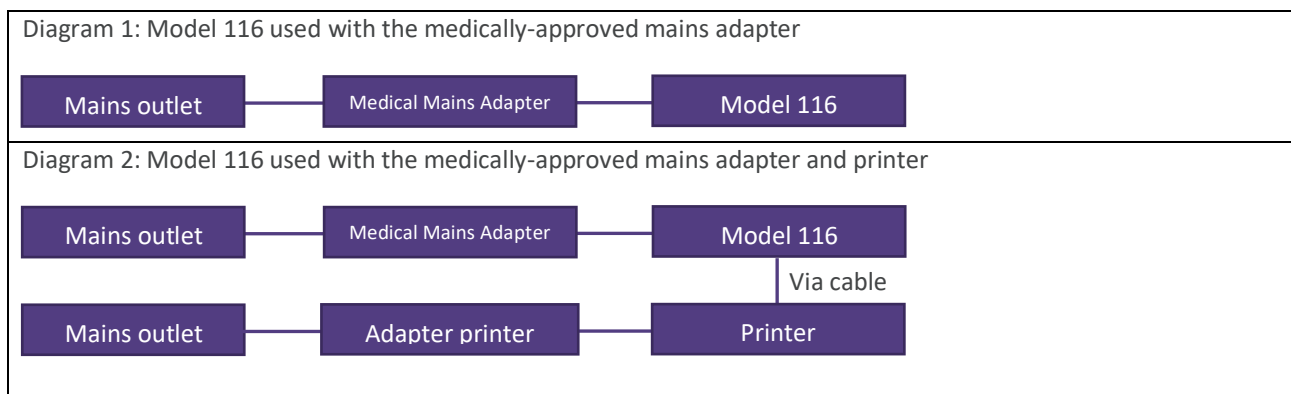 Diagram 1: Model 116 used with the medically-approved mains adapter
Mains outlet Medical Mains Adapter Model 116
Diagram 2: Model 116 used with the medically-approved mains adapter and printer
Mains outlet Medical Mains Adapter Model 116
Via cable
Mains outlet Adapter printer Printer